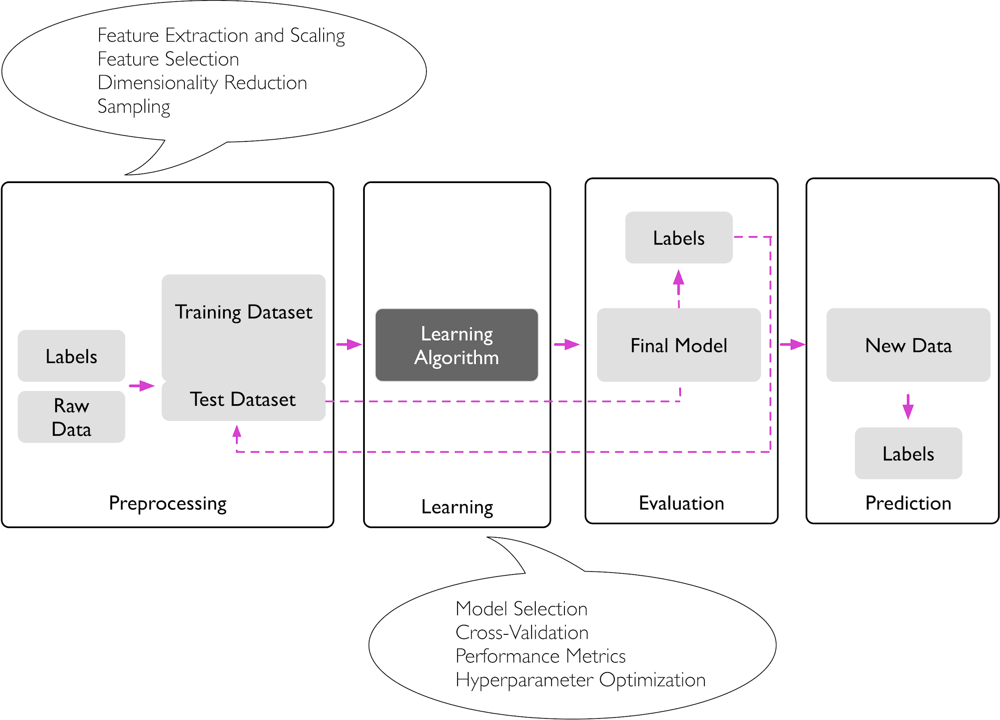 Feature Extraction and Scaling
Feature Selection
Dimensionality Reduction
Sampling
Labels
Raw
Data
Training Dataset
Test Dataset
Preprocessing
Learning
Algorithm
Learning
Labels
Final Model
Evaluation
New Data
Labels
Prediction
Model Selection
Cross-Validation
Performance Metrics
Hyperparameter Optimization